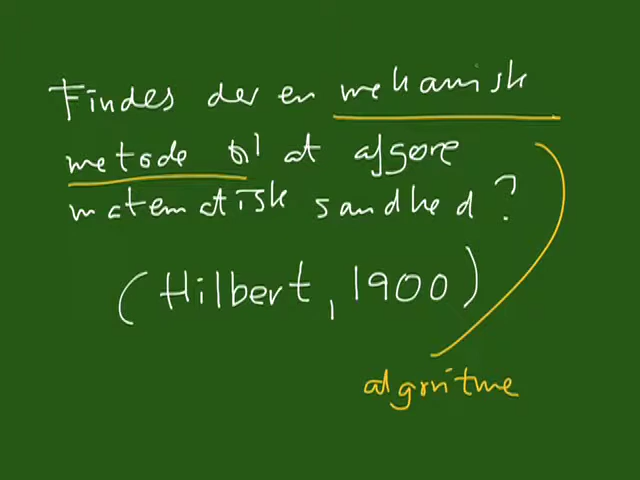 Findes der en mekanisk
metode til at afgøre
matematisk sandhed?
(Hilbert, 1900)
algoritme